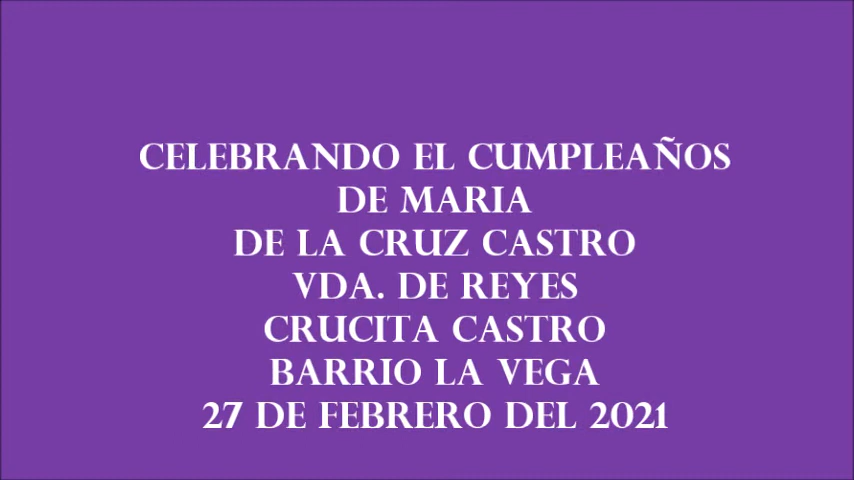 CELEBRANDO EL CUMPLEAÑOS
DE MARIA
DE LA CRUZ CASTRO
VDA. DE REYES
CRUCITA CASTRO
BARRIO LA VEGA
27 DE FEBRERO DEL 2021